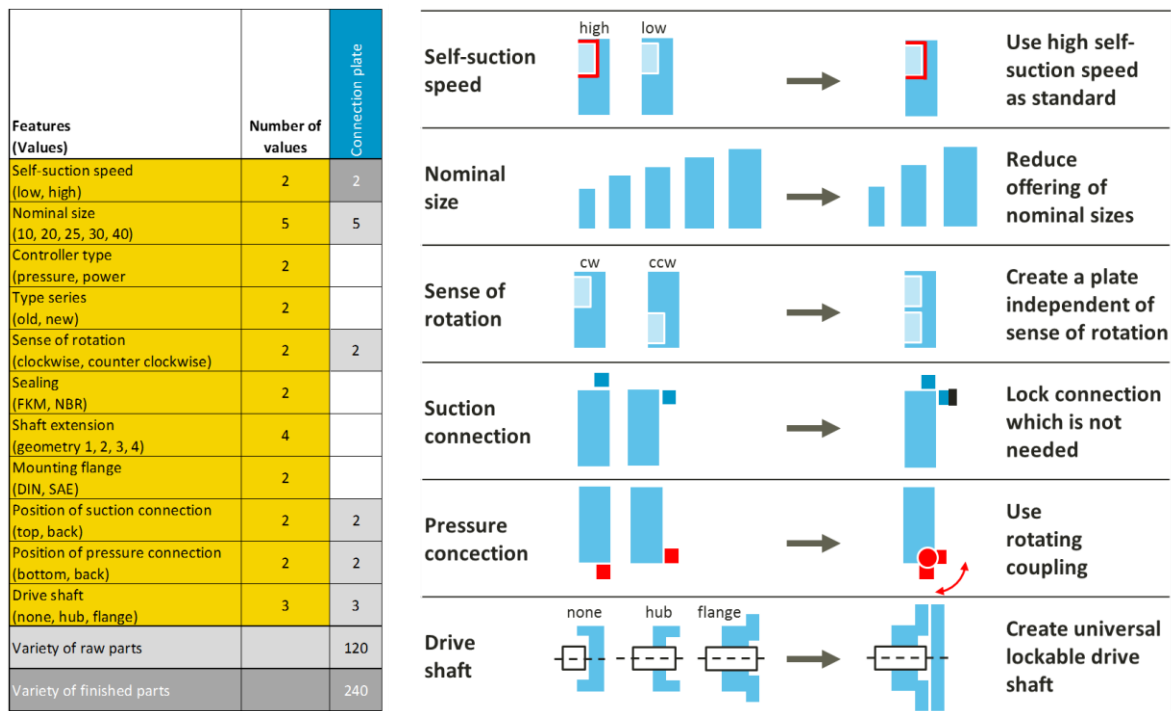 Features
(Values)
Number of
values
Connection plate
Self-suction speed
(low, high)
2
2
Nominal size
(10, 20, 25, 30, 40)
5
5
Controller type
(pressure, power
2
Type series
(old, new)
2
Sense of rotation
(clockwise, counter clockwise)
2
2
Sealing
(FKM, NBR)
2
Shaft extension
(geometry 1, 2, 3, 4)
4
Mounting flange
(DIN, SAE)
2
Position of suction connection
(top, back)
2
2
Position of pressure connection
(bottom, back)
2
2
Drive shaft
(none, hub, flange)
3
3
Variety of raw parts
120
Variety of finished parts
240
Self-suction
speed
high
low
Use high self-
suction speed
as standard
Nominal
size
Reduce
offering of
nominal sizes
Sense of
rotation
cw
ccw
Create a plate
independent of
sense of rotation
Suction
connection
Lock connection
which is not
needed
Pressure
concection
Use
rotating
coupling
Drive
shaft
none
hub
flange
Create universal
lockable drive
shaft